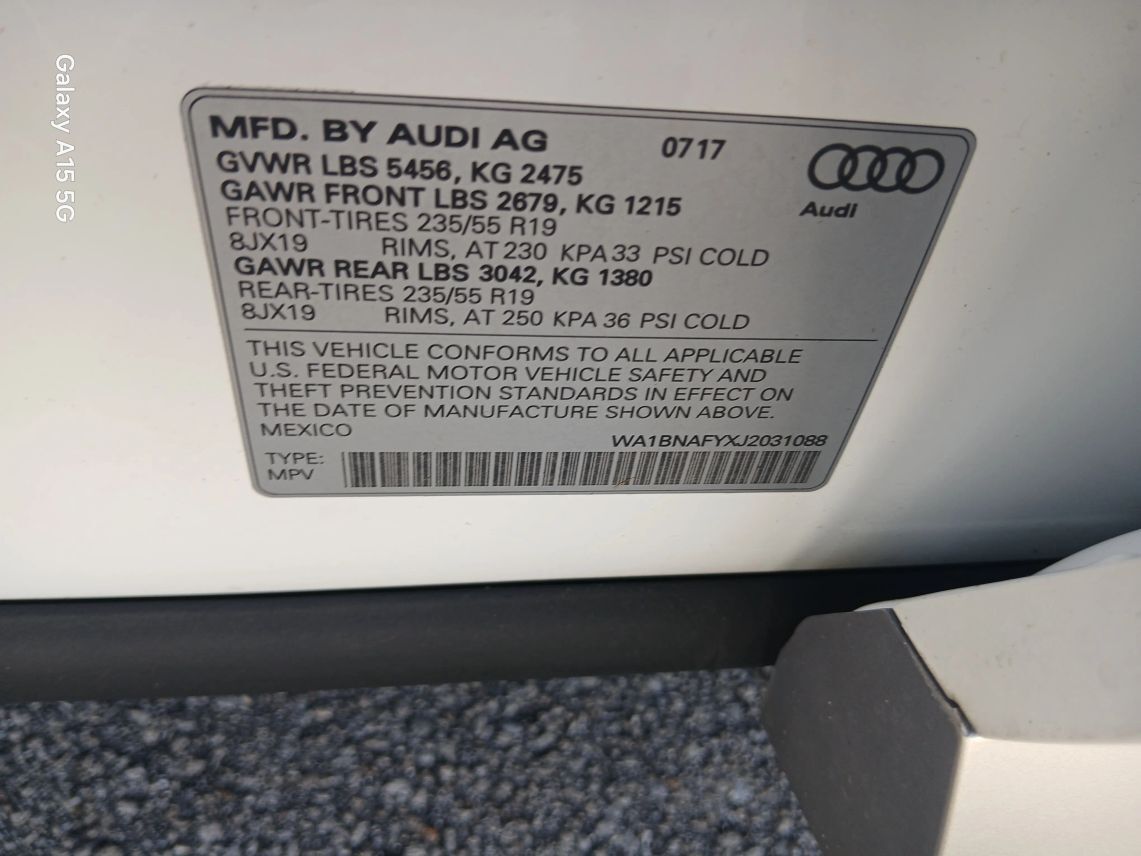 MFD. BY AUDI AG 0717
GVWR LBS 5456, KG 2475
GAWR FRONT LBS 2679, KG 1215
FRONT-TIRES 235/55 R19
8JX19 RIMS, AT 230 KPA 33 PSI COLD
GAWR REAR LBS 3042, KG 1380
REAR-TIRES 235/55 R19
8JX19 RIMS, AT 250 KPA 36 PSI COLD
Audi
THIS VEHICLE CONFORMS TO ALL APPLICABLE
U.S. FEDERAL MOTOR VEHICLE SAFETY AND
THEFT PREVENTION STANDARDS IN EFFECT ON
THE DATE OF MANUFACTURE SHOWN ABOVE.
MEXICO WA1BNAFYXJ2031088
TYPE:
MPV
Galaxy A15 5G